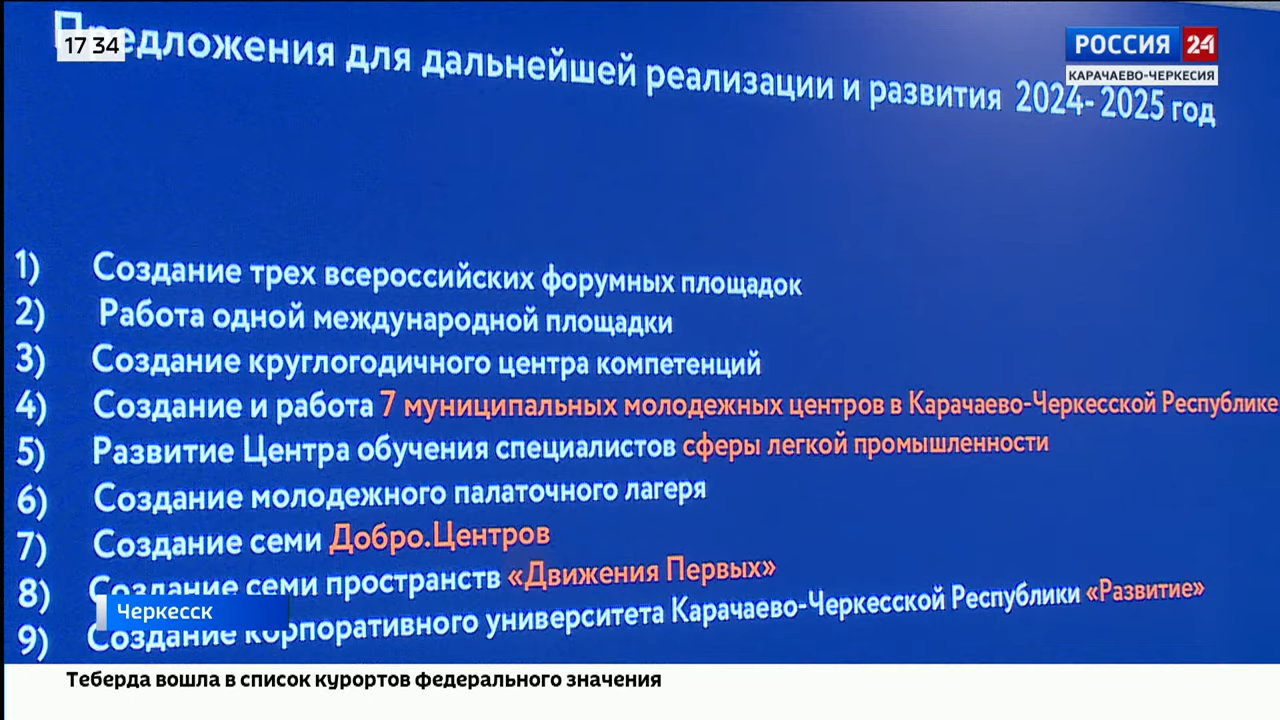 Предложения для дальнейшей реализации и развития 2024-2025 год
17 34
РОССИЯ 24
КАРАЧАЕВО-ЧЕРКЕСИЯ
1) Создание трех всероссийских форумных площадок
2) Работа одной международной площадки
3) Создание круглогодичного центра компетенций
4) Создание и работа 7 муниципальных молодежных центров в Карачаево-Черкесской Республике
5) Развитие Центра обучения специалистов сферы легкой промышленности
6) Создание молодежного палаточного лагеря
7) Создание семи Добро.Центров
8) Создание семи пространств «Движения Первых»
9) Создание корпоративного университета Карачаево-Черкесской Республики «Развитие»
Черкесск
Теберда вошла в список курортов федерального значения